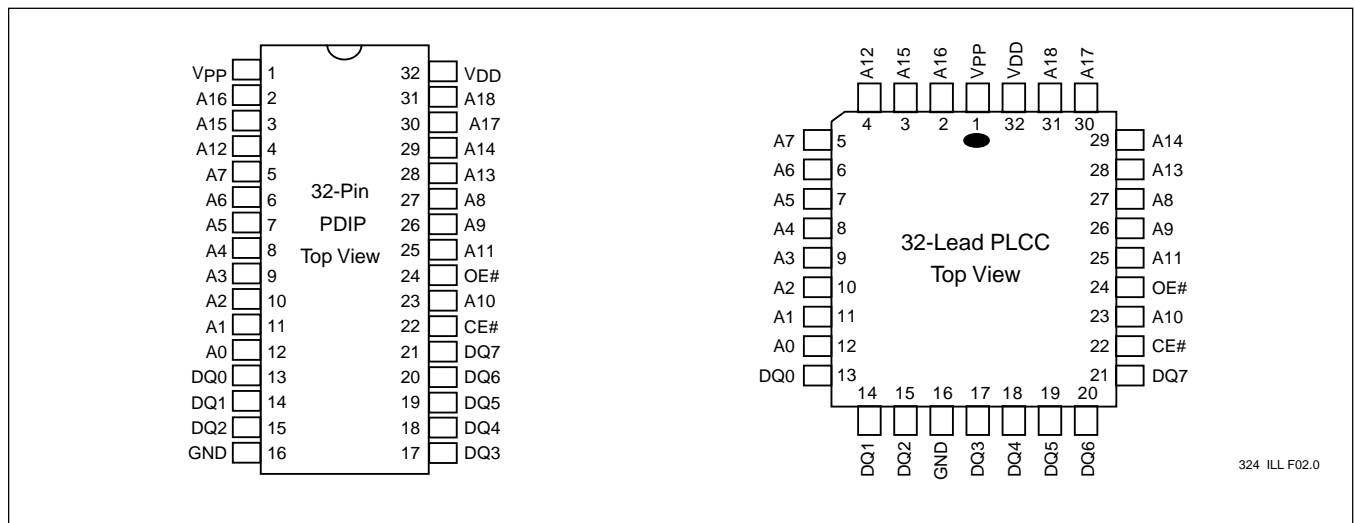 VPP 1 32 VDD
A16 2 31 A18
A15 3 30 A17
A12 4 29 A14
A7 5 28 A13
A6 6 27 A8
A5 7 26 A9
A4 8 25 A11
A3 9 24 OE#
A2 10 23 A10
A1 11 22 CE#
A0 12 21 DQ7
DQ0 13 20 DQ6
DQ1 14 19 DQ5
DQ2 15 18 DQ4
GND 16 17 DQ3
32-Pin
PDIP
Top View
A12 A15 A16 VPP VDD A18 A17
4 3 2 1 32 31 30
A7 5 29 A14
A6 6 28 A13
A5 7 27 A8
A4 8 26 A9
A3 9 25 A11
A2 10 24 OE#
A1 11 23 A10
A0 12 22 CE#
DQ0 13 21 DQ7
14 15 16 17 18 19 20
DQ1 DQ2 GND DQ3 DQ4 DQ5 DQ6
32-Lead PLCC
Top View
324 ILL F02.0